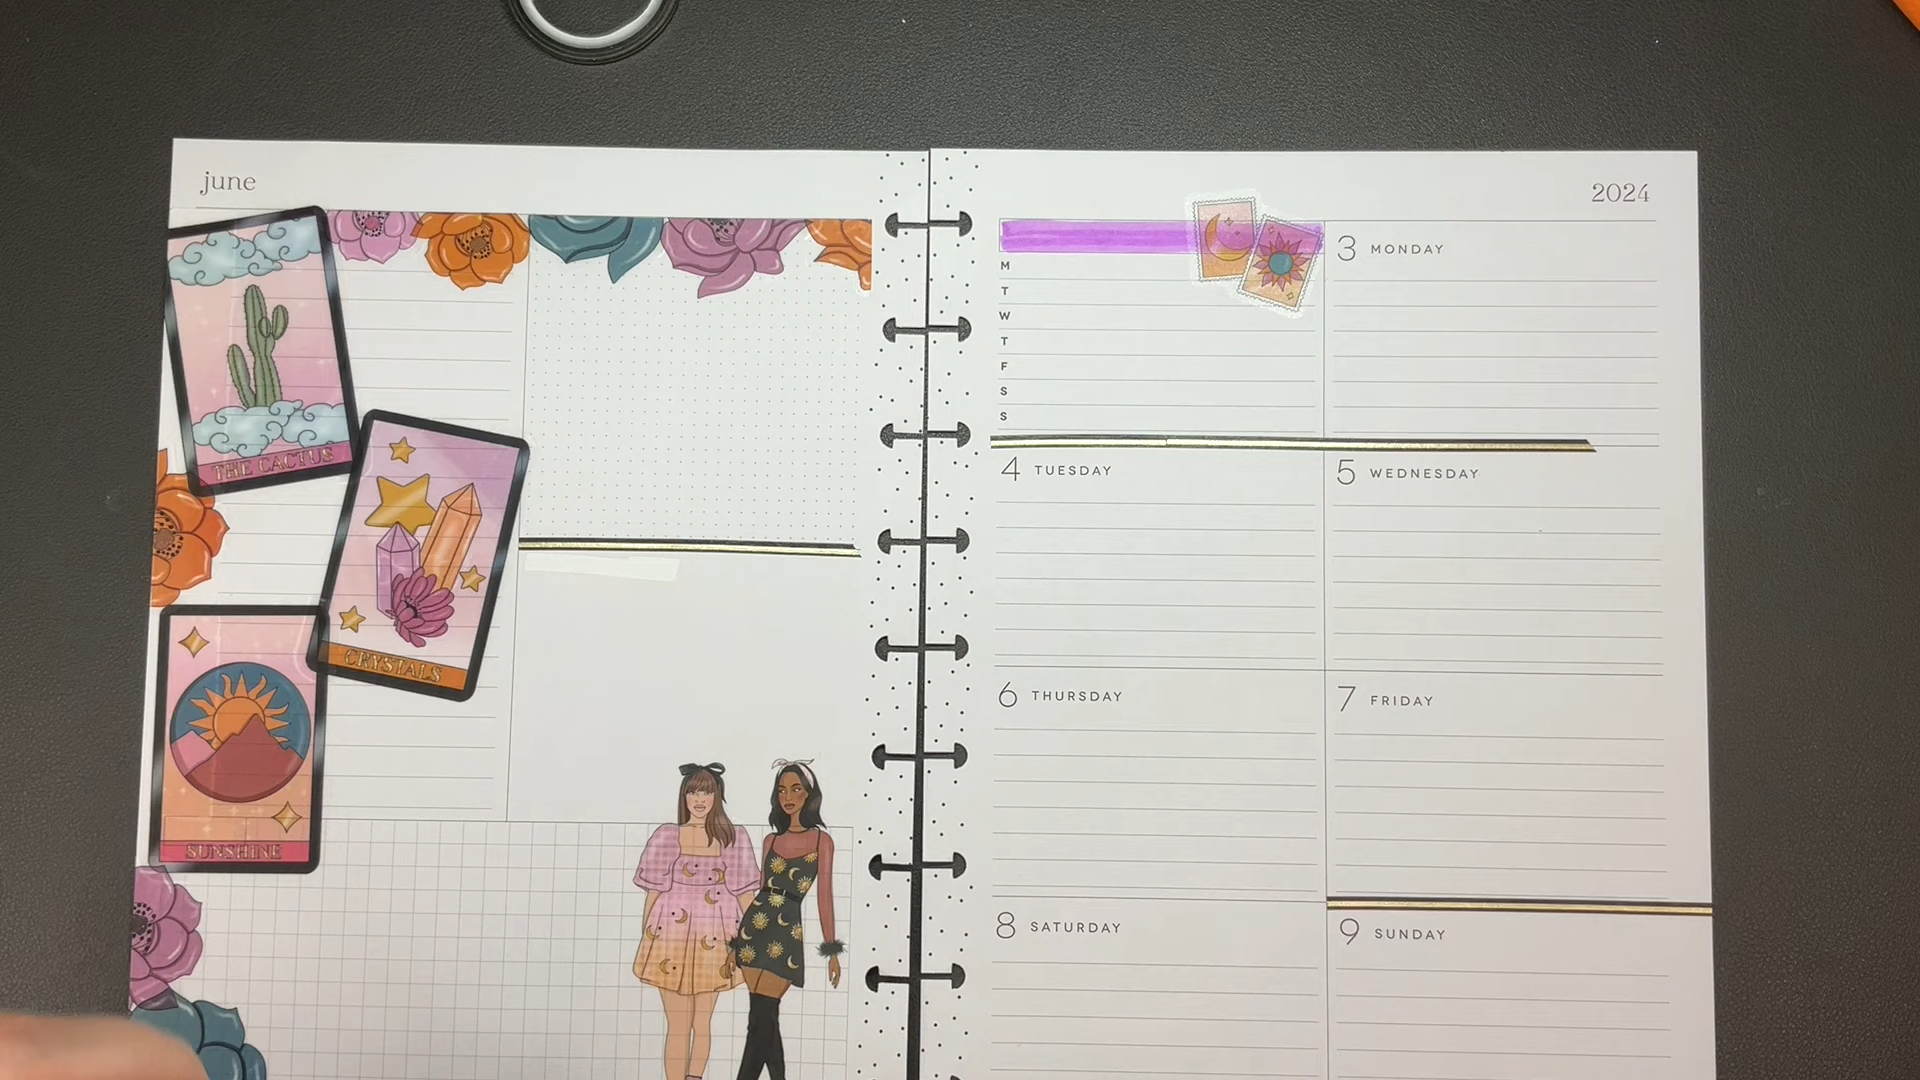 june
THE CACTUS
CRYSTALS
SUNSHINE
2024
M
T
W
T
F
S
S
3 MONDAY
4 TUESDAY
5 WEDNESDAY
6 THURSDAY
7 FRIDAY
8 SATURDAY
9 SUNDAY